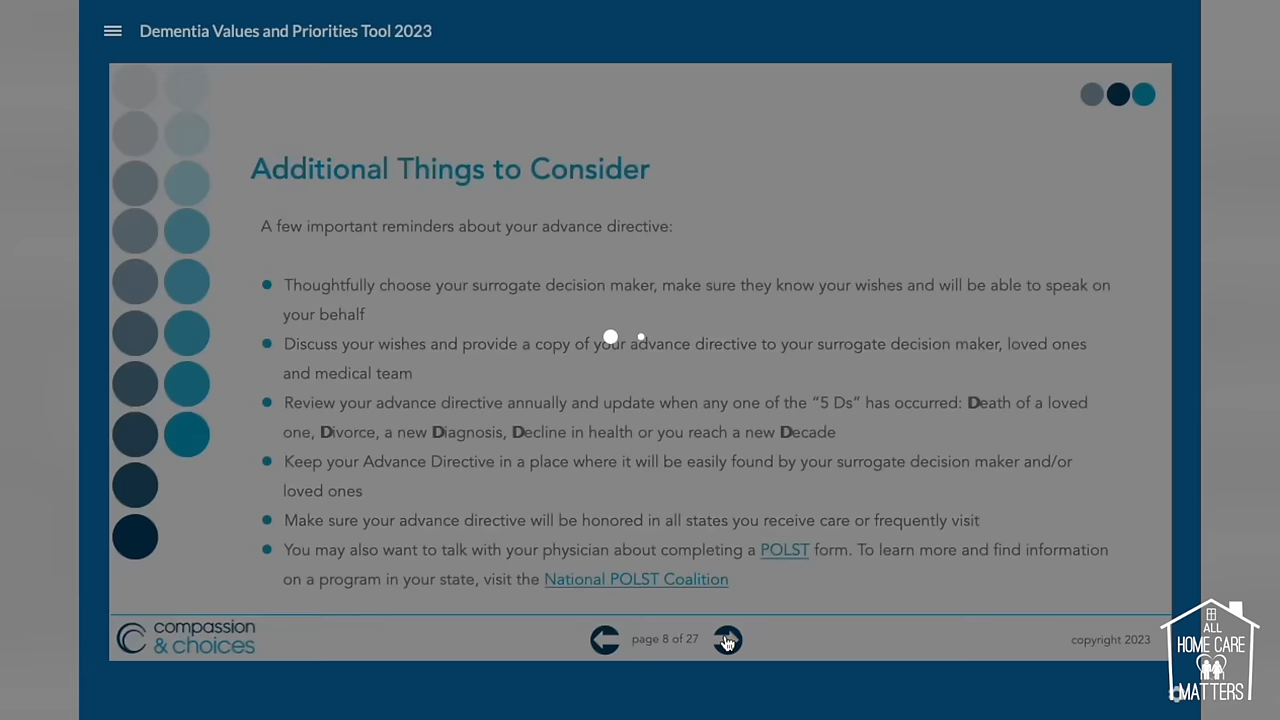 Dementia Values and Priorities Tool 2023
Additional Things to Consider
A few important reminders about your advance directive:
Thoughtfully choose your surrogate decision maker, make sure they know your wishes and will be able to speak on
your behalf
Discuss your wishes and provide a copy of your advance directive to your surrogate decision maker, loved ones
and medical team
Review your advance directive annually and update when any one of the “5 Ds” has occurred: Death of a loved
one, Divorce, a new Diagnosis, Decline in health or you reach a new Decade
Keep your Advance Directive in a place where it will be easily found by your surrogate decision maker and/or
loved ones
Make sure your advance directive will be honored in all states you receive care or frequently visit
You may also want to talk with your physician about completing a POLST form. To learn more and find information
on a program in your state, visit the National POLST Coalition
compassion
& choices
page 8 of 27
copyright 2023
ALL
HOME CARE
MATTERS